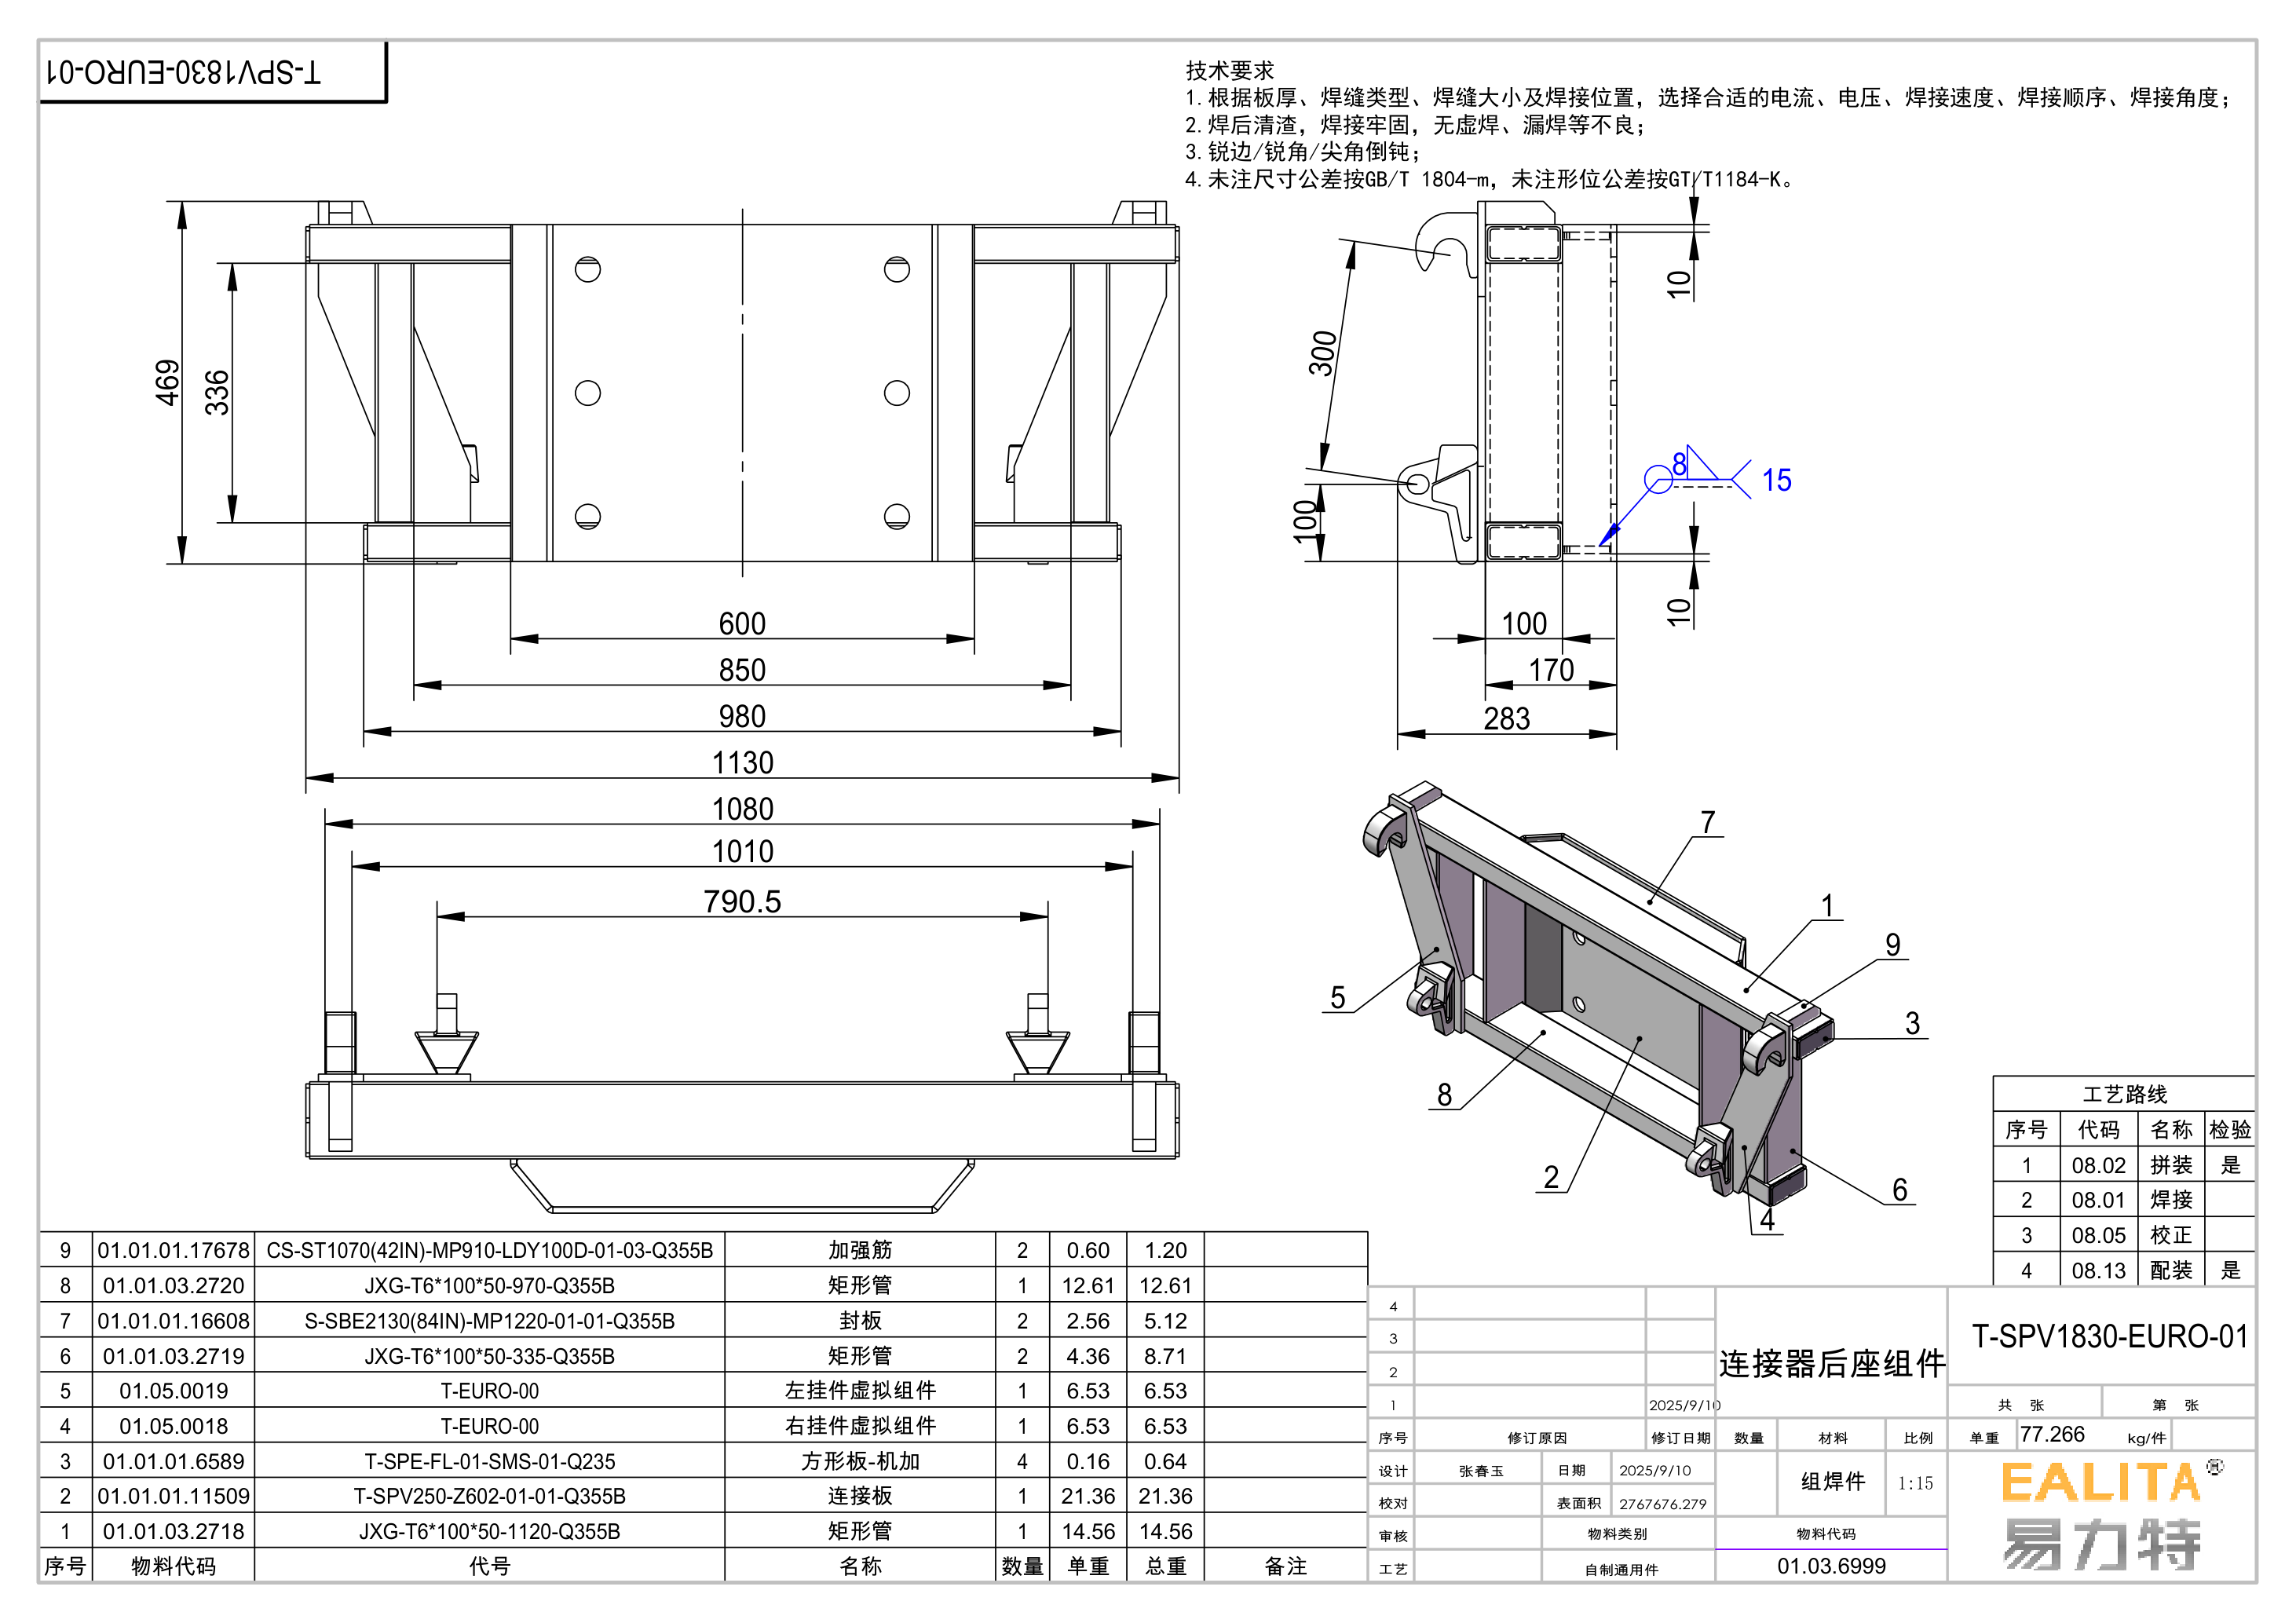 T-SPV1830-EURO-01
技术要求
1.根据板厚、焊缝类型、焊缝大小及焊接位置，选择合适的电流、电压、焊接速度、焊接顺序、焊接角度；
2.焊后清渣，焊接牢固，无虚焊、漏焊等不良；
3.锐边/锐角/尖角倒钝；
4.未注尺寸公差按GB/T 1804-m，未注形位公差按GT/T1184-K。
469
336
600
850
980
1130
300
100
10
10
8
15
100
170
283
1080
1010
790.5
7
1
9
5
3
8
2
6
4
工艺路线
序号 代码 名称 检验
1 08.02 拼装 是
2 08.01 焊接
3 08.05 校正
4 08.13 配装 是
9 01.01.01.17678 CS-ST1070(42IN)-MP910-LDY100D-01-03-Q355B 加强筋 2 0.60 1.20
8 01.01.03.2720 JXG-T6*100*50-970-Q355B 矩形管 1 12.61 12.61
7 01.01.01.16608 S-SBE2130(84IN)-MP1220-01-01-Q355B 封板 2 2.56 5.12
6 01.01.03.2719 JXG-T6*100*50-335-Q355B 矩形管 2 4.36 8.71
5 01.05.0019 T-EURO-00 左挂件虚拟组件 1 6.53 6.53
4 01.05.0018 T-EURO-00 右挂件虚拟组件 1 6.53 6.53
3 01.01.01.6589 T-SPE-FL-01-SMS-01-Q235 方形板-机加 4 0.16 0.64
2 01.01.01.11509 T-SPV250-Z602-01-01-Q355B 连接板 1 21.36 21.36
1 01.01.03.2718 JXG-T6*100*50-1120-Q355B 矩形管 1 14.56 14.56
序号 物料代码 代号 名称 数量 单重 总重 备注
4
3
2
1 2025/9/10
序号 修订原因 修订日期
设计 张春玉 日期 2025/9/10
校对 表面积 2767676.279
审核 物料类别
工艺 自制通用件
连接器后座组件
数量 材料 比例
组焊件 1:15
物料代码
01.03.6999
T-SPV1830-EURO-01
共 张 第 张
单重 77.266 kg/件
EALITA®
易力特